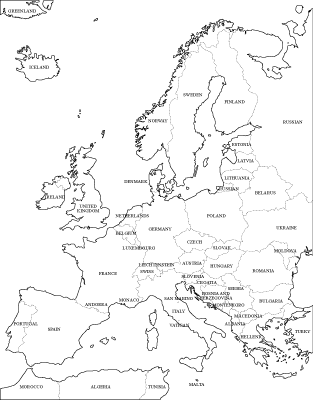 GREENLAND
ICELAND
SWEDEN
FINLAND
NORWAY
RUSSIAN
ESTONIA
LATVIA
DENMARK
LITHUANIA
RUSSIAN
BELARUS
IRELAND
UNITED
KINGDOM
NETHERLANDS
POLAND
BELGIUM
GERMANY
UKRAINE
LUXEMBOURG
CZECH
SLOVAK
MOLDOVA
LIECHTENSTEIN
SWISS
AUSTRIA
HUNGARY
ROMANIA
FRANCE
SLOVENIA
CROATIA
SERBIA
BOSNIA AND
HERZEGOVINA
MONACO
SAN MARINO
ANDORRA
MONTENEGRO
BULGARIA
ITALY
MACEDONIA
PORTUGAL
SPAIN
VATICAN
ALBANIA
TURKY
HELLENIC
MALTA
MOROCCO
ALGERIA
TUNISIA